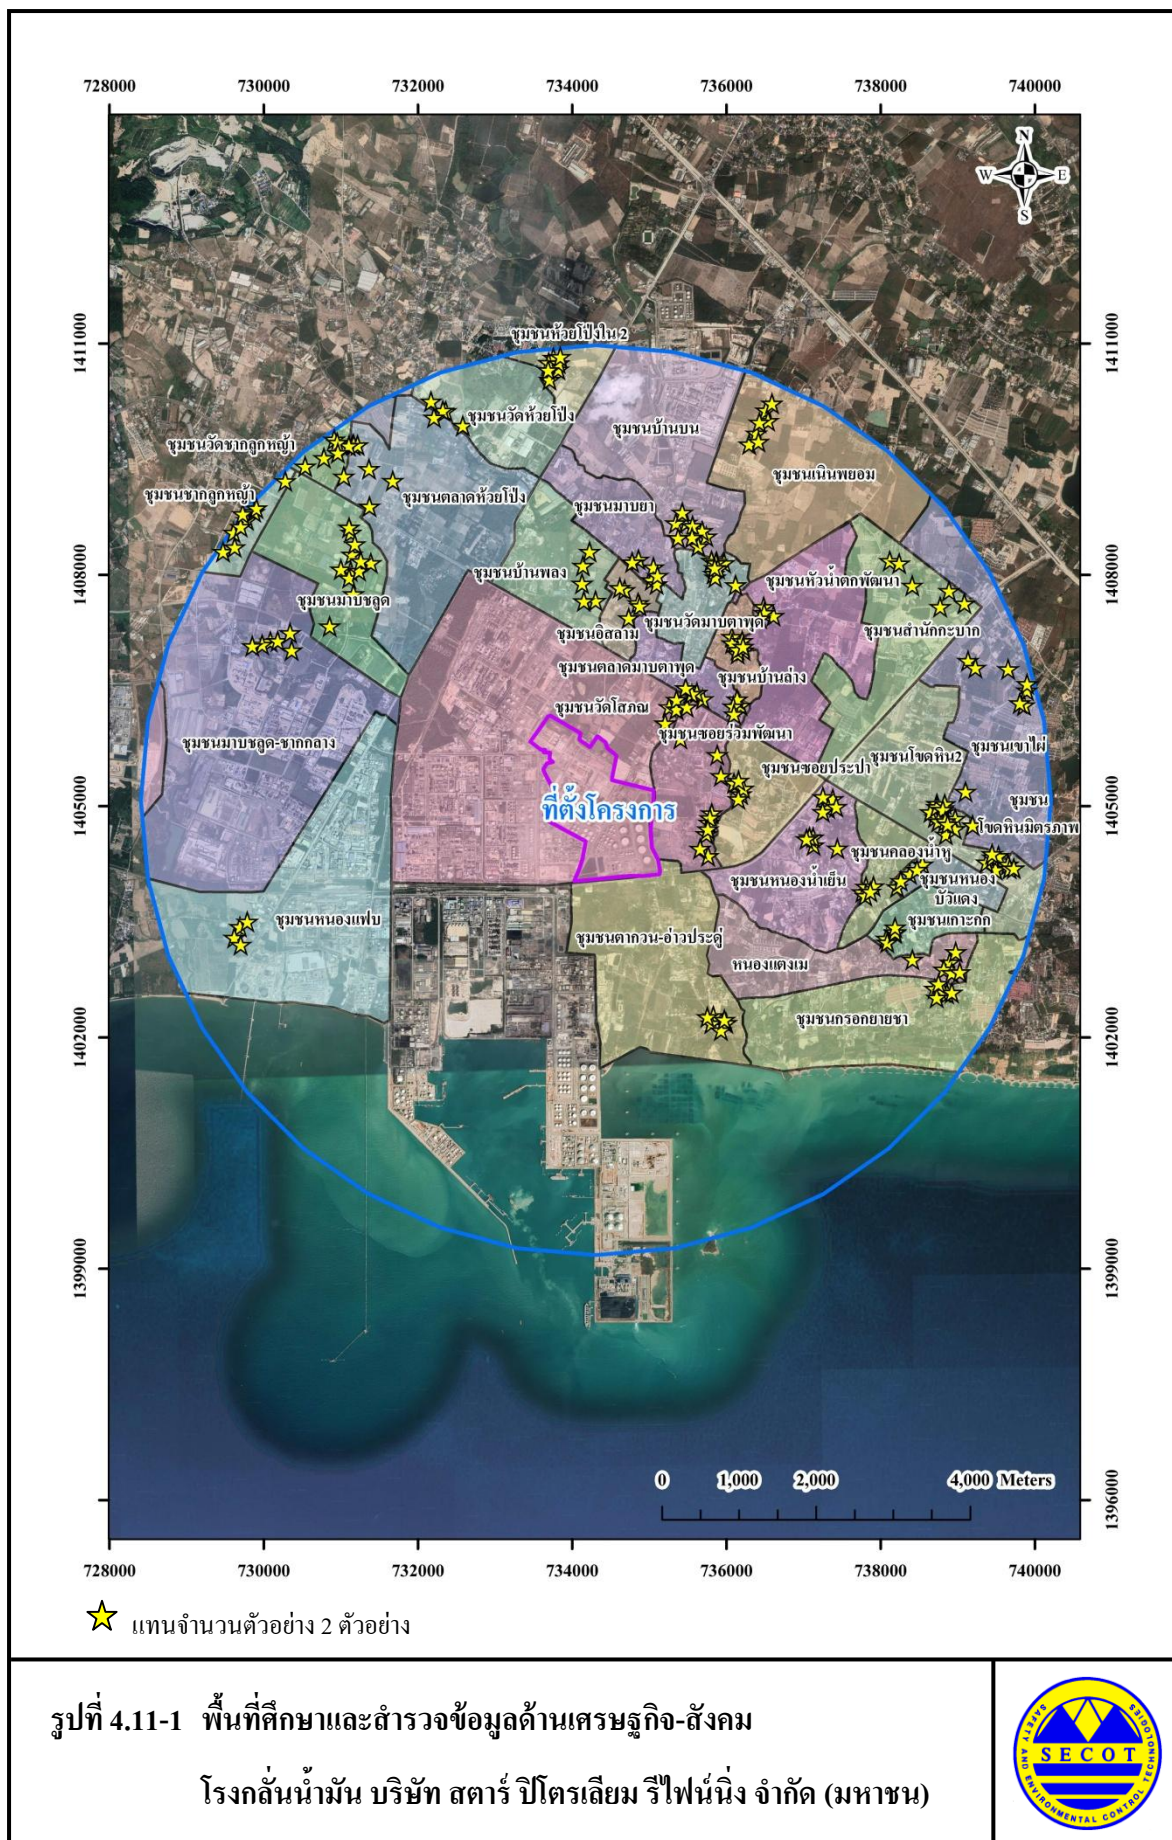 728000 730000 732000 734000 736000 738000 740000
N
W E
S
1411000 1411000
ชุมชนห้วยโป่งใน 2
ชุมชนวัดห้วยโป่ง
ชุมชนบ้านบน
ชุมชนวัดชากลูกหญ้า
ชุมชนเนินพยอม
ชุมชนชากลูกหญ้า
ชุมชนตลาดห้วยโป่ง
ชุมชนมาบยา
1408000 1408000
ชุมชนบ้านพลง
ชุมชนหัวน้ำตกพัฒนา
ชุมชนมาบชลูด
ชุมชนวัดมาบตาพุด
ชุมชนอิสลาม
ชุมชนสำนักกะบาก
ชุมชนตลาดมาบตาพุด
ชุมชนบ้านล่าง
ชุมชนวัดโสภณ
ชุมชนซอยร่วมพัฒนา
ชุมชนมาบชลูด-ชากกลาง
ชุมชนโขดหิน2
ชุมชนเขาไผ่
ชุมชนซอยประปา
1405000 1405000
ที่ตั้งโครงการ
ชุมชน
โขดหินมิตรภาพ
ชุมชนคลองน้ำหู
ชุมชนหนองน้ำเย็น
ชุมชนหนอง
บัวแดง
ชุมชนหนองแฟบ
ชุมชนเกาะกก
ชุมชนตากวน-อ่าวประดู่
หนองแตงเม
ชุมชนกรอกยายชา
1402000 1402000
1399000 1399000
0 1,000 2,000 4,000 Meters
1396000 1396000
728000 730000 732000 734000 736000 738000 740000
แทนจำนวนตัวอย่าง 2 ตัวอย่าง
รูปที่ 4.11-1 พื้นที่ศึกษาและสำรวจข้อมูลด้านเศรษฐกิจ-สังคม
โรงกลั่นน้ำมัน บริษัท สตาร์ ปิโตรเลียม รีไฟน์นิ่ง จำกัด (มหาชน)
SECOT
SAFETY AND ENVIRONMENTAL CONTROL TECHNOLOGIES